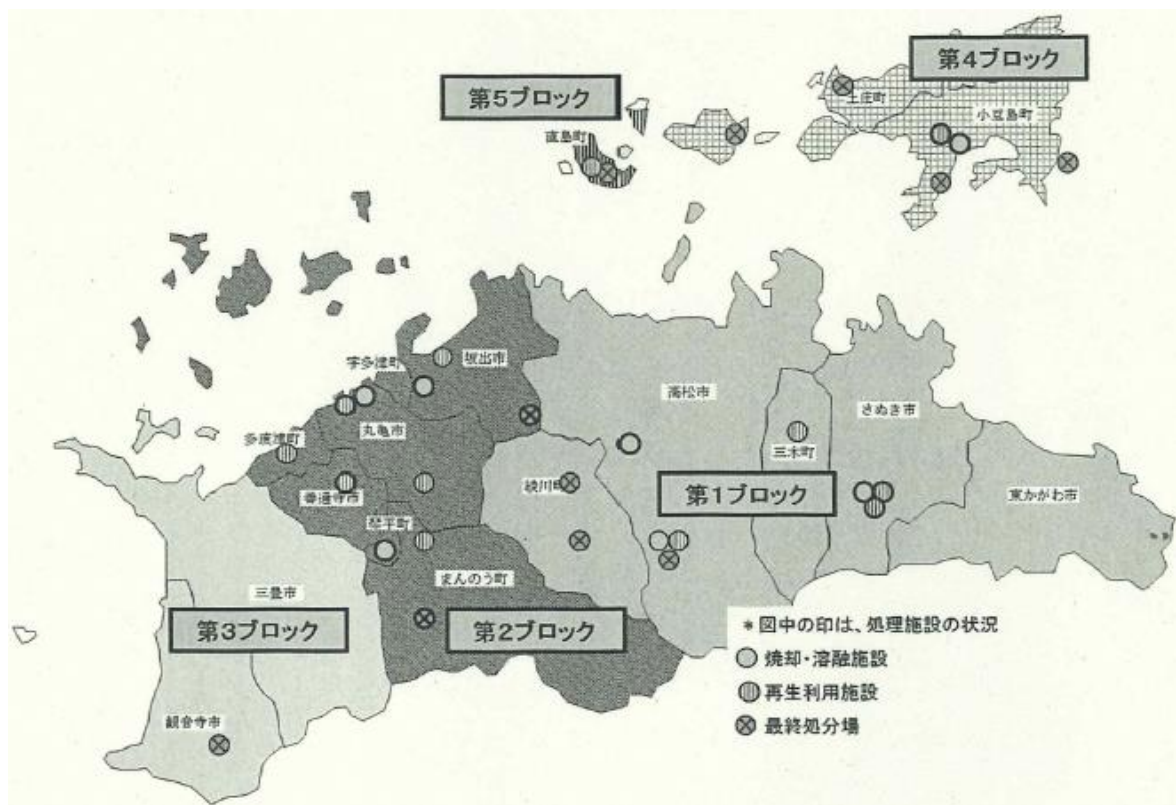 第4ブロック
第5ブロック
土庄町
小豆島町
直島町
宇多津町
坂出市
高松市
さぬき市
丸亀市
多度津町
三木町
綾川町
第1ブロック
善通寺市
東かがわ市
琴平町
まんのう町
三豊市
第3ブロック
第2ブロック
*図中の印は、処理施設の状況
焼却・溶融施設
再生利用施設
観音寺市
最終処分場